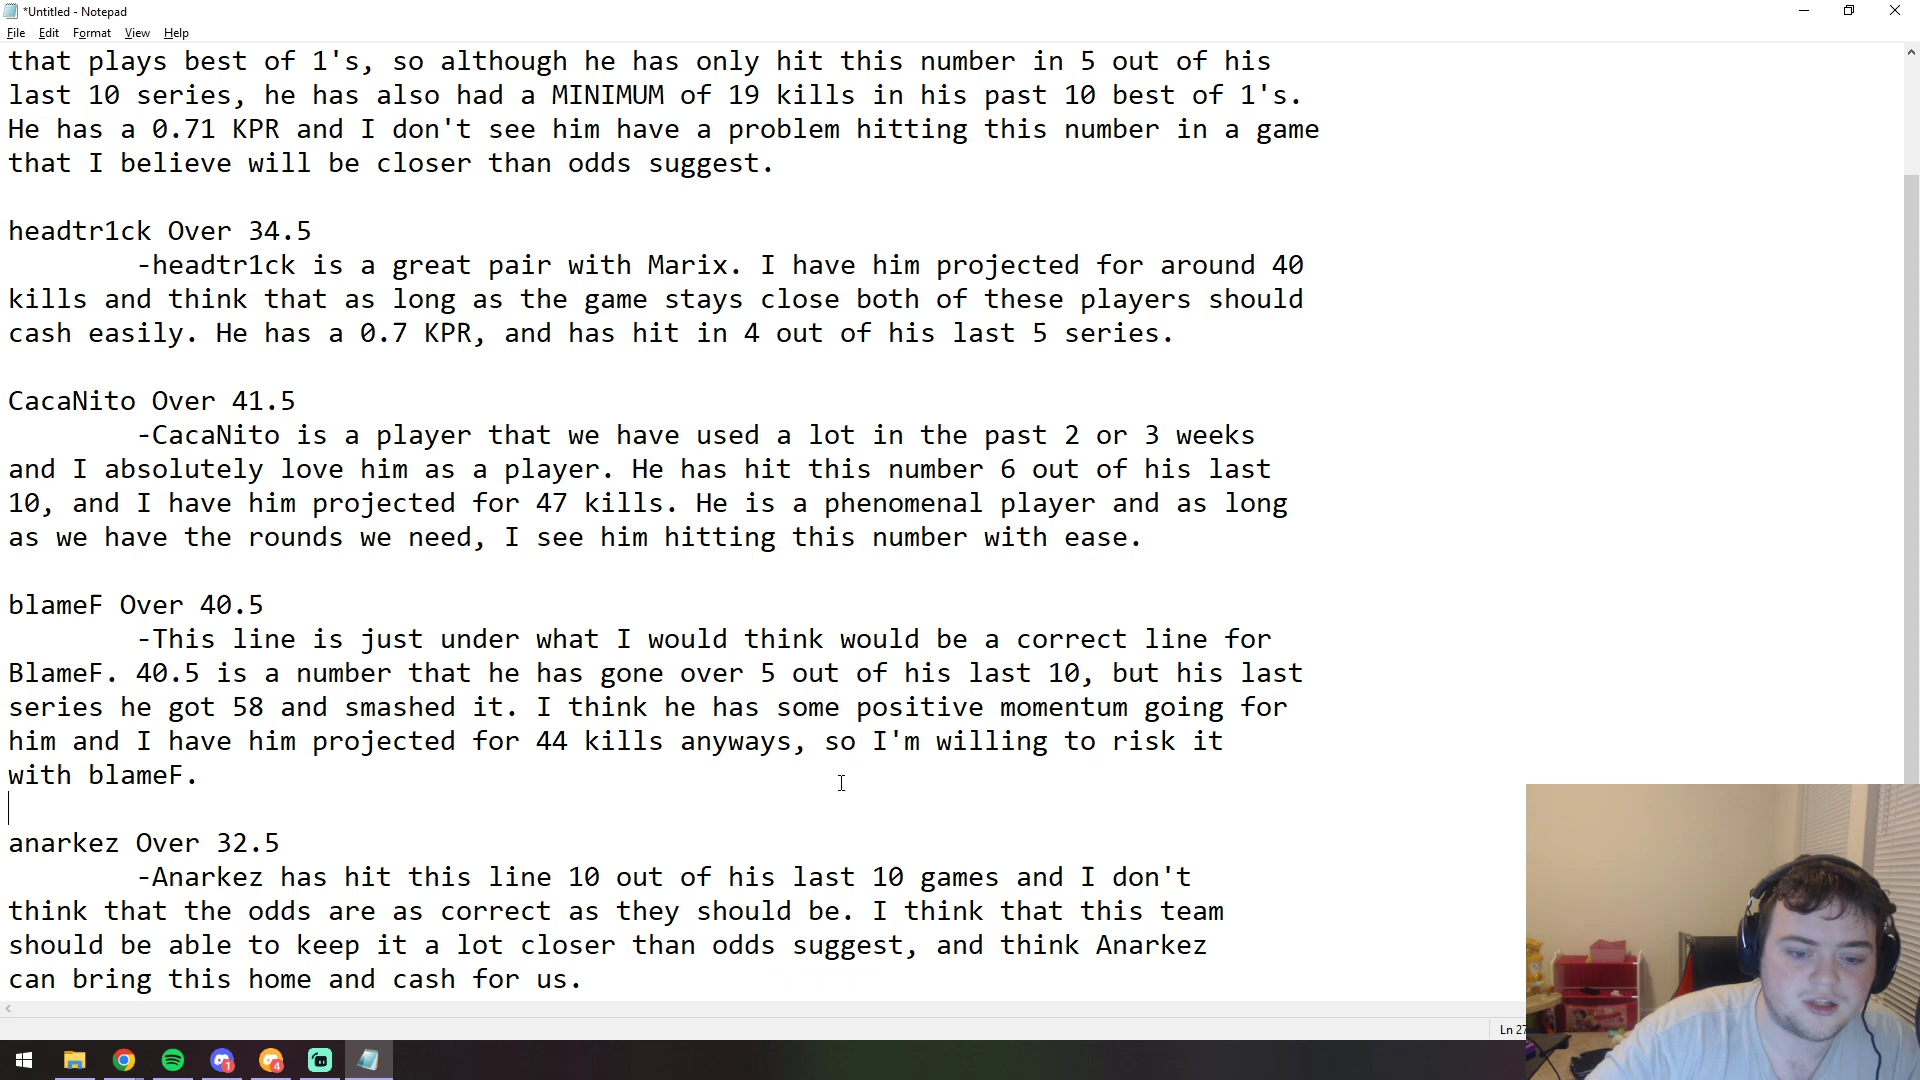 *Untitled - Notepad
File Edit Format View Help
that plays best of 1's, so although he has only hit this number in 5 out of his
last 10 series, he has also had a MINIMUM of 19 kills in his past 10 best of 1's.
He has a 0.71 KPR and I don't see him have a problem hitting this number in a game
that I believe will be closer than odds suggest.
headtr1ck Over 34.5
-headtr1ck is a great pair with Marix. I have him projected for around 40
kills and think that as long as the game stays close both of these players should
cash easily. He has a 0.7 KPR, and has hit in 4 out of his last 5 series.
CacaNito Over 41.5
-CacaNito is a player that we have used a lot in the past 2 or 3 weeks
and I absolutely love him as a player. He has hit this number 6 out of his last
10, and I have him projected for 47 kills. He is a phenomenal player and as long
as we have the rounds we need, I see him hitting this number with ease.
blameF Over 40.5
-This line is just under what I would think would be a correct line for
BlameF. 40.5 is a number that he has gone over 5 out of his last 10, but his last
series he got 58 and smashed it. I think he has some positive momentum going for
him and I have him projected for 44 kills anyways, so I'm willing to risk it
with blameF.
anarkez Over 32.5
-Anarkez has hit this line 10 out of his last 10 games and I don't
think that the odds are as correct as they should be. I think that this team
should be able to keep it a lot closer than odds suggest, and think Anarkez
can bring this home and cash for us.
Ln 27
1
4